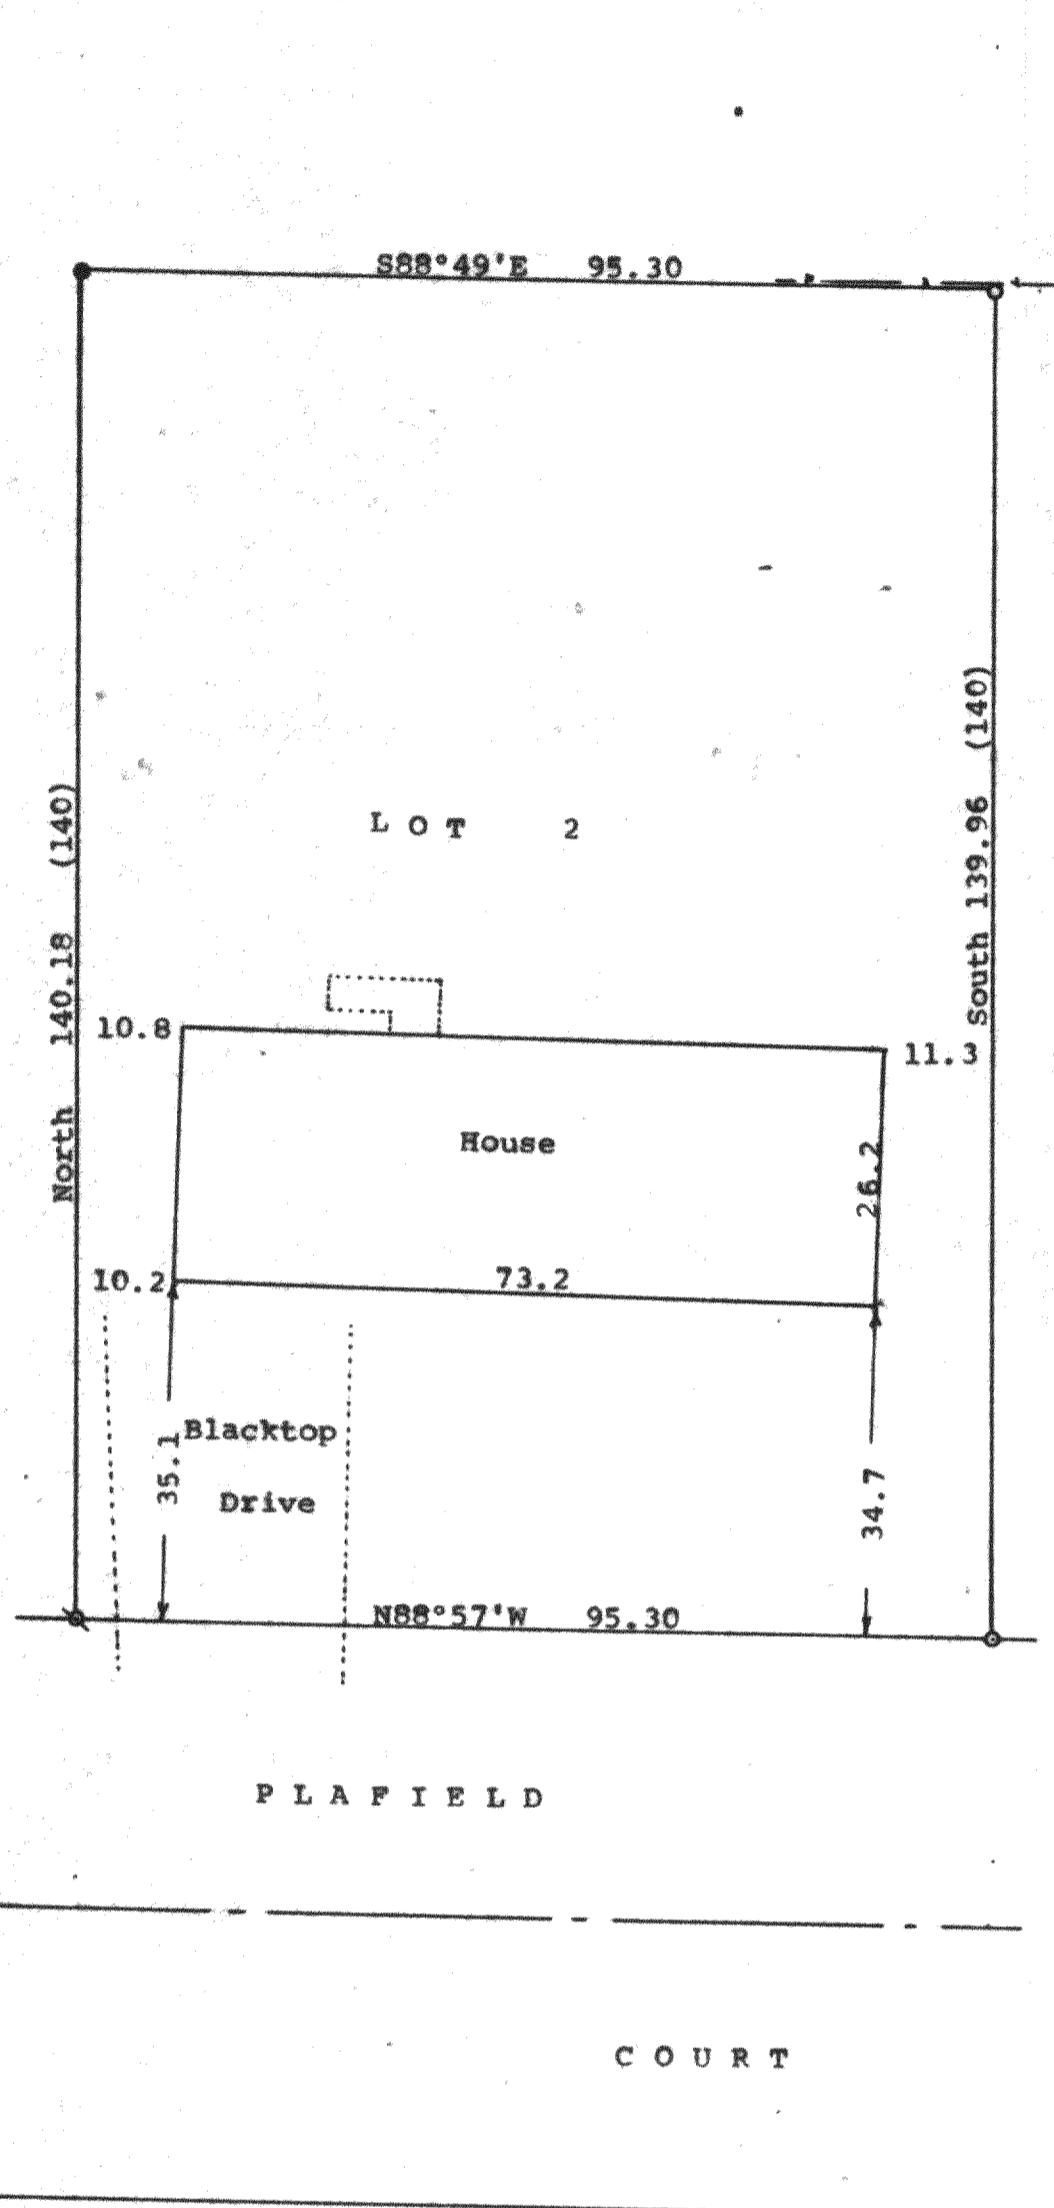 S88°49'E 95.30
North 140.18 (140)
South 139.96 (140)
LOT 2
10.8
11.3
House
26.2
10.2
73.2
Blacktop
Drive
35.1
34.7
N88°57'W 95.30
PLAFIELD
COURT